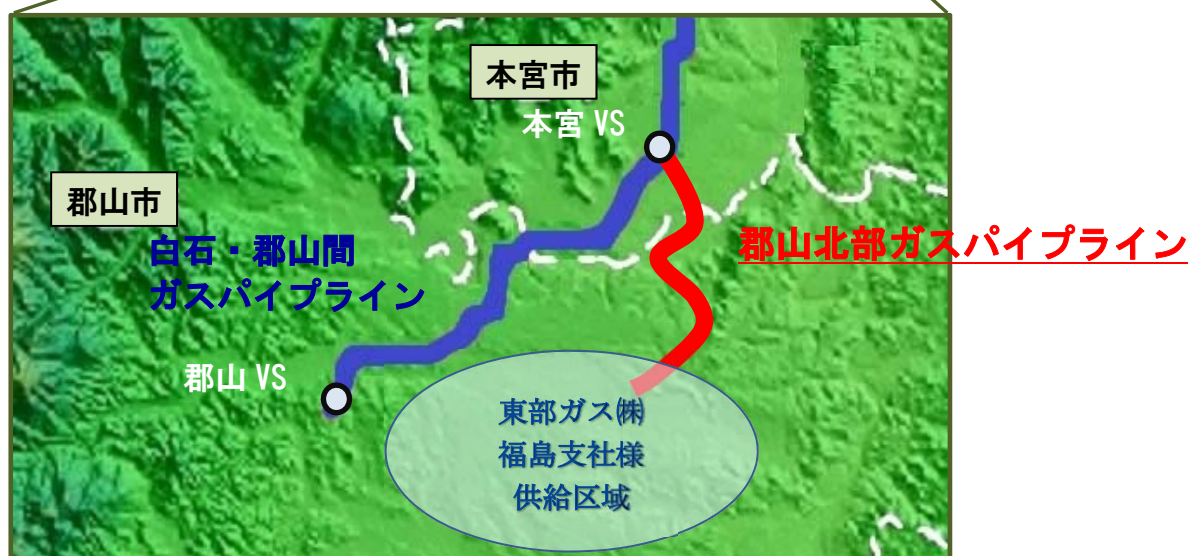 本宮市
本宮 VS
郡山市
白石・郡山間
ガスパイプライン
郡山北部ガスパイプライン
郡山 VS
東部ガス㈱
福島支社様
供給区域